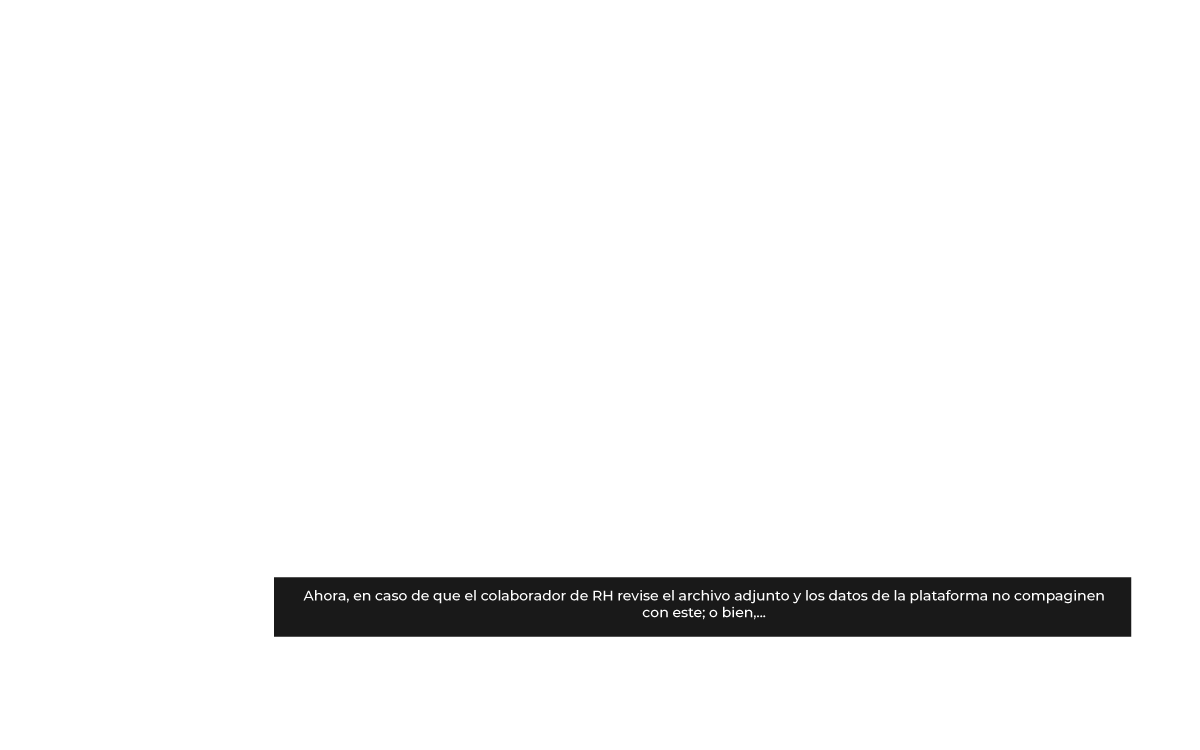 Ahora, en caso de que el colaborador de RH revise el archivo adjunto y los datos de la plataforma no compaginen
con este; o bien,...